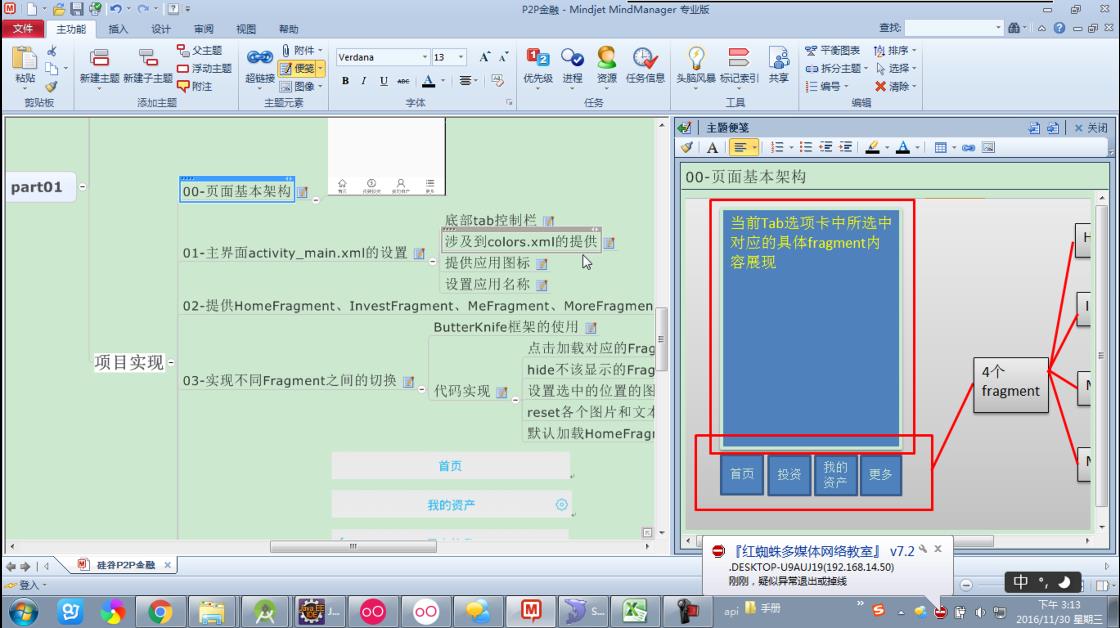 P2P金融 - Mindjet MindManager 专业版
文件 主功能 插入 设计 审阅 视图 帮助
查找:
粘贴
剪贴板
新建主题 新建子主题
父主题
浮动主题
附注
添加主题
超链接
附件
便笺
图像
主题元素
Verdana 13
B I U ABC A
字体
优先级 进程 资源 任务信息
任务
头脑风暴 标记索引 共享
工具
平衡图表 排序
拆分主题 选择
编号 清除
编辑
part01
00-页面基本架构
01-主界面activity_main.xml的设置
底部tab控制栏
涉及到colors.xml的提供
提供应用图标
设置应用名称
02-提供HomeFragment、InvestFragment、MeFragment、MoreFragmen
项目实现
03-实现不同Fragment之间的切换
ButterKnife框架的使用
代码实现
点击加载对应的Frag
hide不该显示的Frag
设置选中的位置的图
reset各个图片和文本
默认加载HomeFragm
首页
我的资产
主题便笺
关闭
00-页面基本架构
当前Tab选项卡中所选中
对应的具体fragment内
容展现
首页 投资 我的资产 更多
4个
fragment
硅谷P2P金融
登入
『红蜘蛛多媒体网络教室』 v7.2
.DESKTOP-U9AUJ19(192.168.14.50)
刚刚，疑似异常退出或掉线
中
J...
S...
api 手册
下午 3:13
2016/11/30 星期三